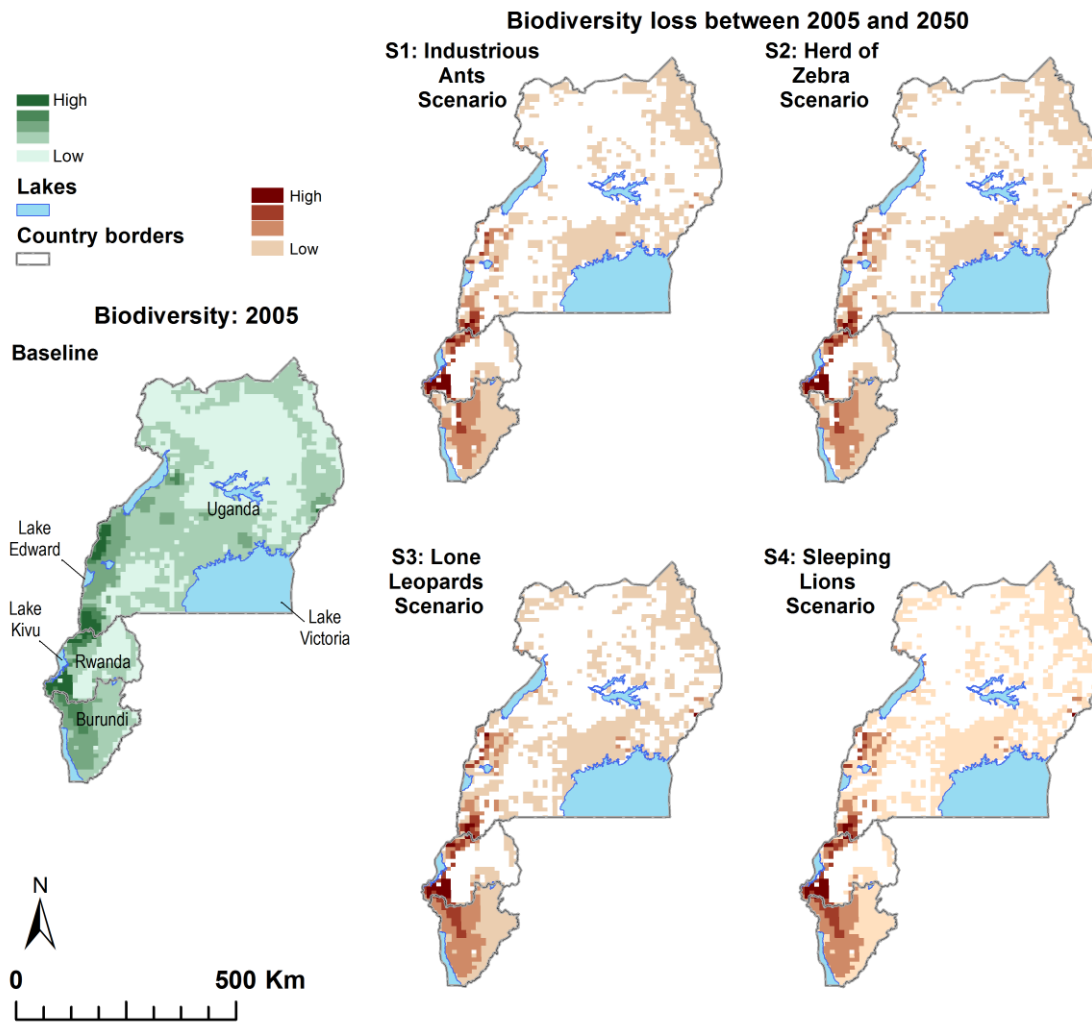 Biodiversity loss between 2005 and 2050
S1: Industrious
Ants
Scenario
S2: Herd of
Zebra
Scenario
High
Low
Lakes
Country borders
High
Low
Biodiversity: 2005
Baseline
Uganda
Lake
Edward
Lake
Kivu
Lake
Victoria
Rwanda
Burundi
S3: Lone
Leopards
Scenario
S4: Sleeping
Lions
Scenario
N
0
500 Km